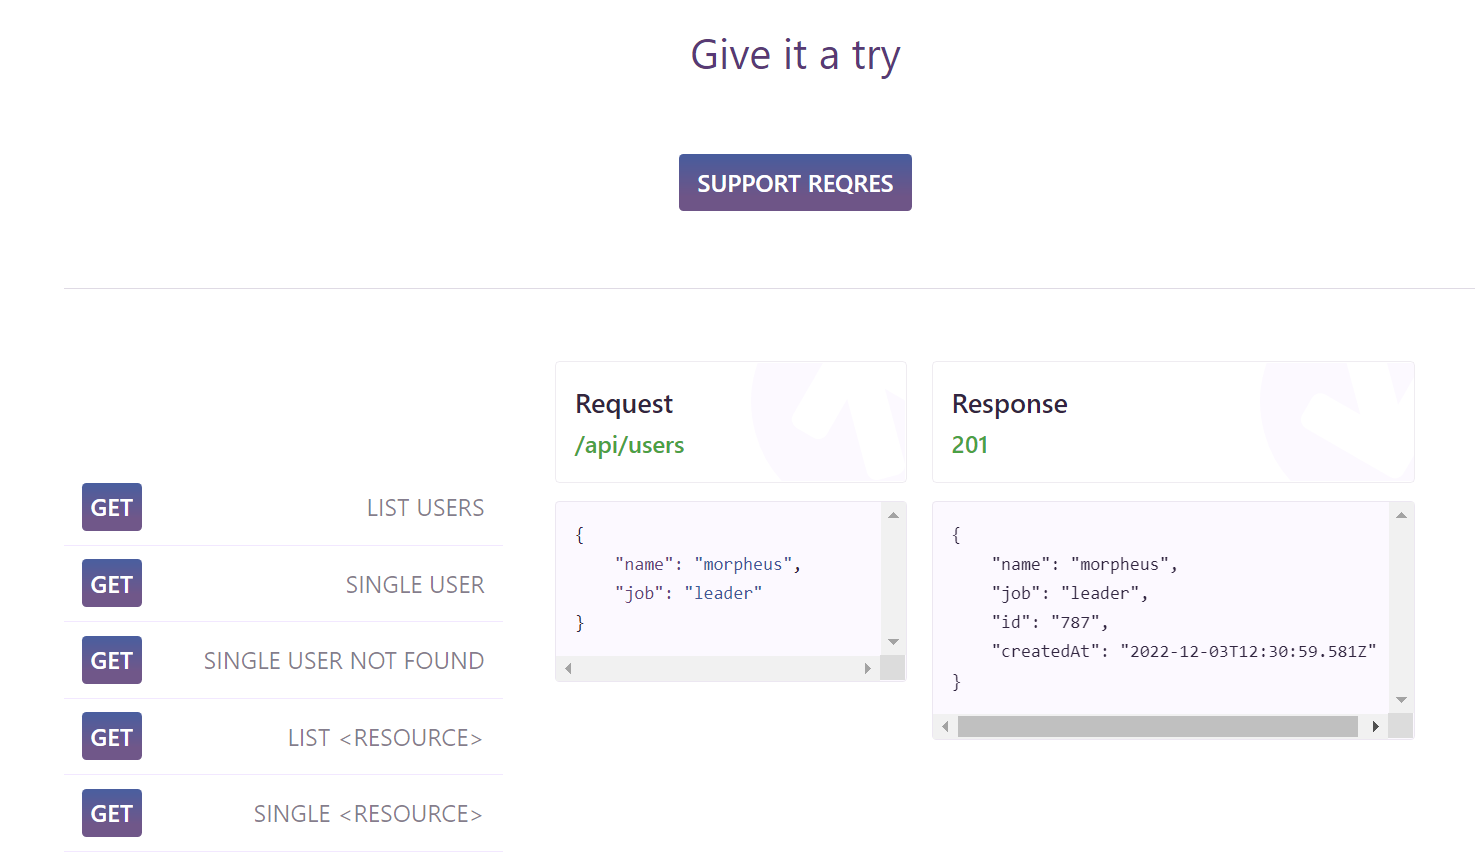 Give it a try
SUPPORT REQRES
GET LIST USERS
GET SINGLE USER
GET SINGLE USER NOT FOUND
GET LIST <RESOURCE>
GET SINGLE <RESOURCE>
Request
/api/users
{
    "name": "morpheus",
    "job": "leader"
}
Response
201
{
    "name": "morpheus",
    "job": "leader",
    "id": "787",
    "createdAt": "2022-12-03T12:30:59.581Z"
}